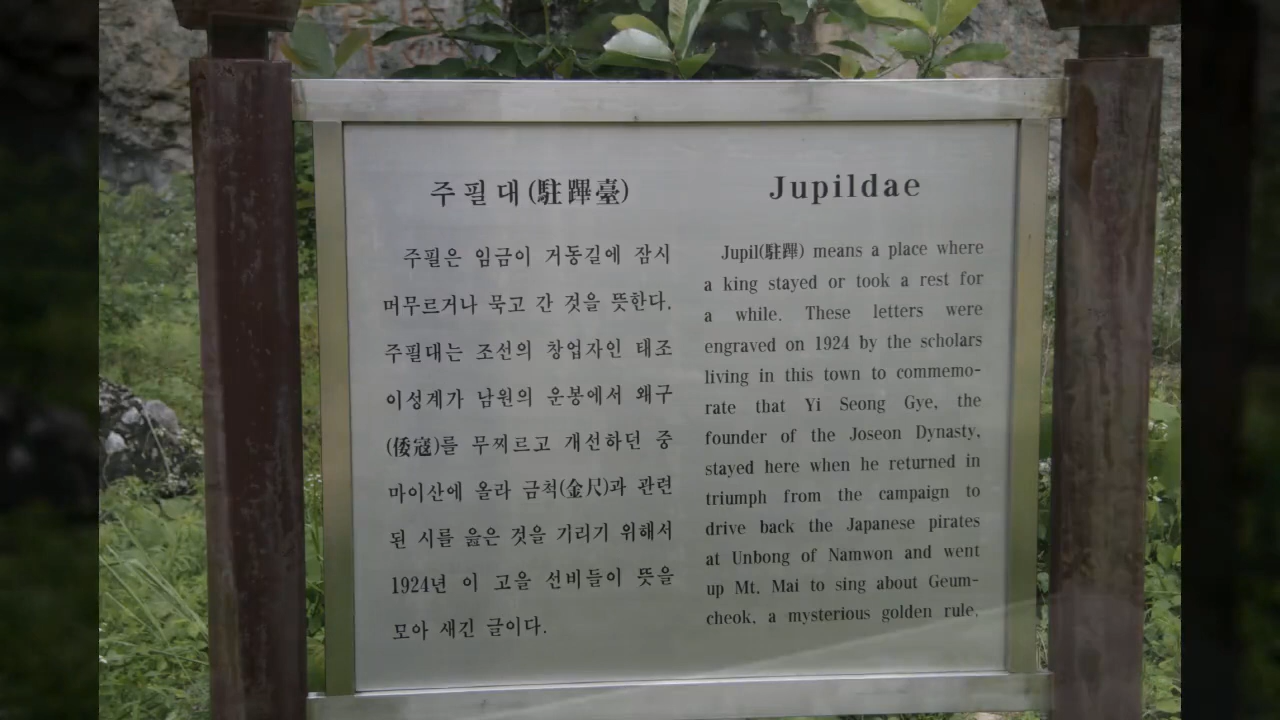 주필대(駐蹕臺)
주필은 임금이 거동길에 잠시
머무르거나 묵고 간 것을 뜻한다.
주필대는 조선의 창업자인 태조
이성계가 남원의 운봉에서 왜구
(倭寇)를 무찌르고 개선하던 중
마이산에 올라 금척(金尺)과 관련
된 시를 읊은 것을 기리기 위해서
1924년 이 고을 선비들이 뜻을
모아 새긴 글이다.
Jupildae
Jupil(駐蹕) means a place where
a king stayed or took a rest for
a while. These letters were
engraved on 1924 by the scholars
living in this town to commemo-
rate that Yi Seong Gye, the
founder of the Joseon Dynasty,
stayed here when he returned in
triumph from the campaign to
drive back the Japanese pirates
at Unbong of Namwon and went
up Mt. Mai to sing about Geum-
cheok, a mysterious golden rule.